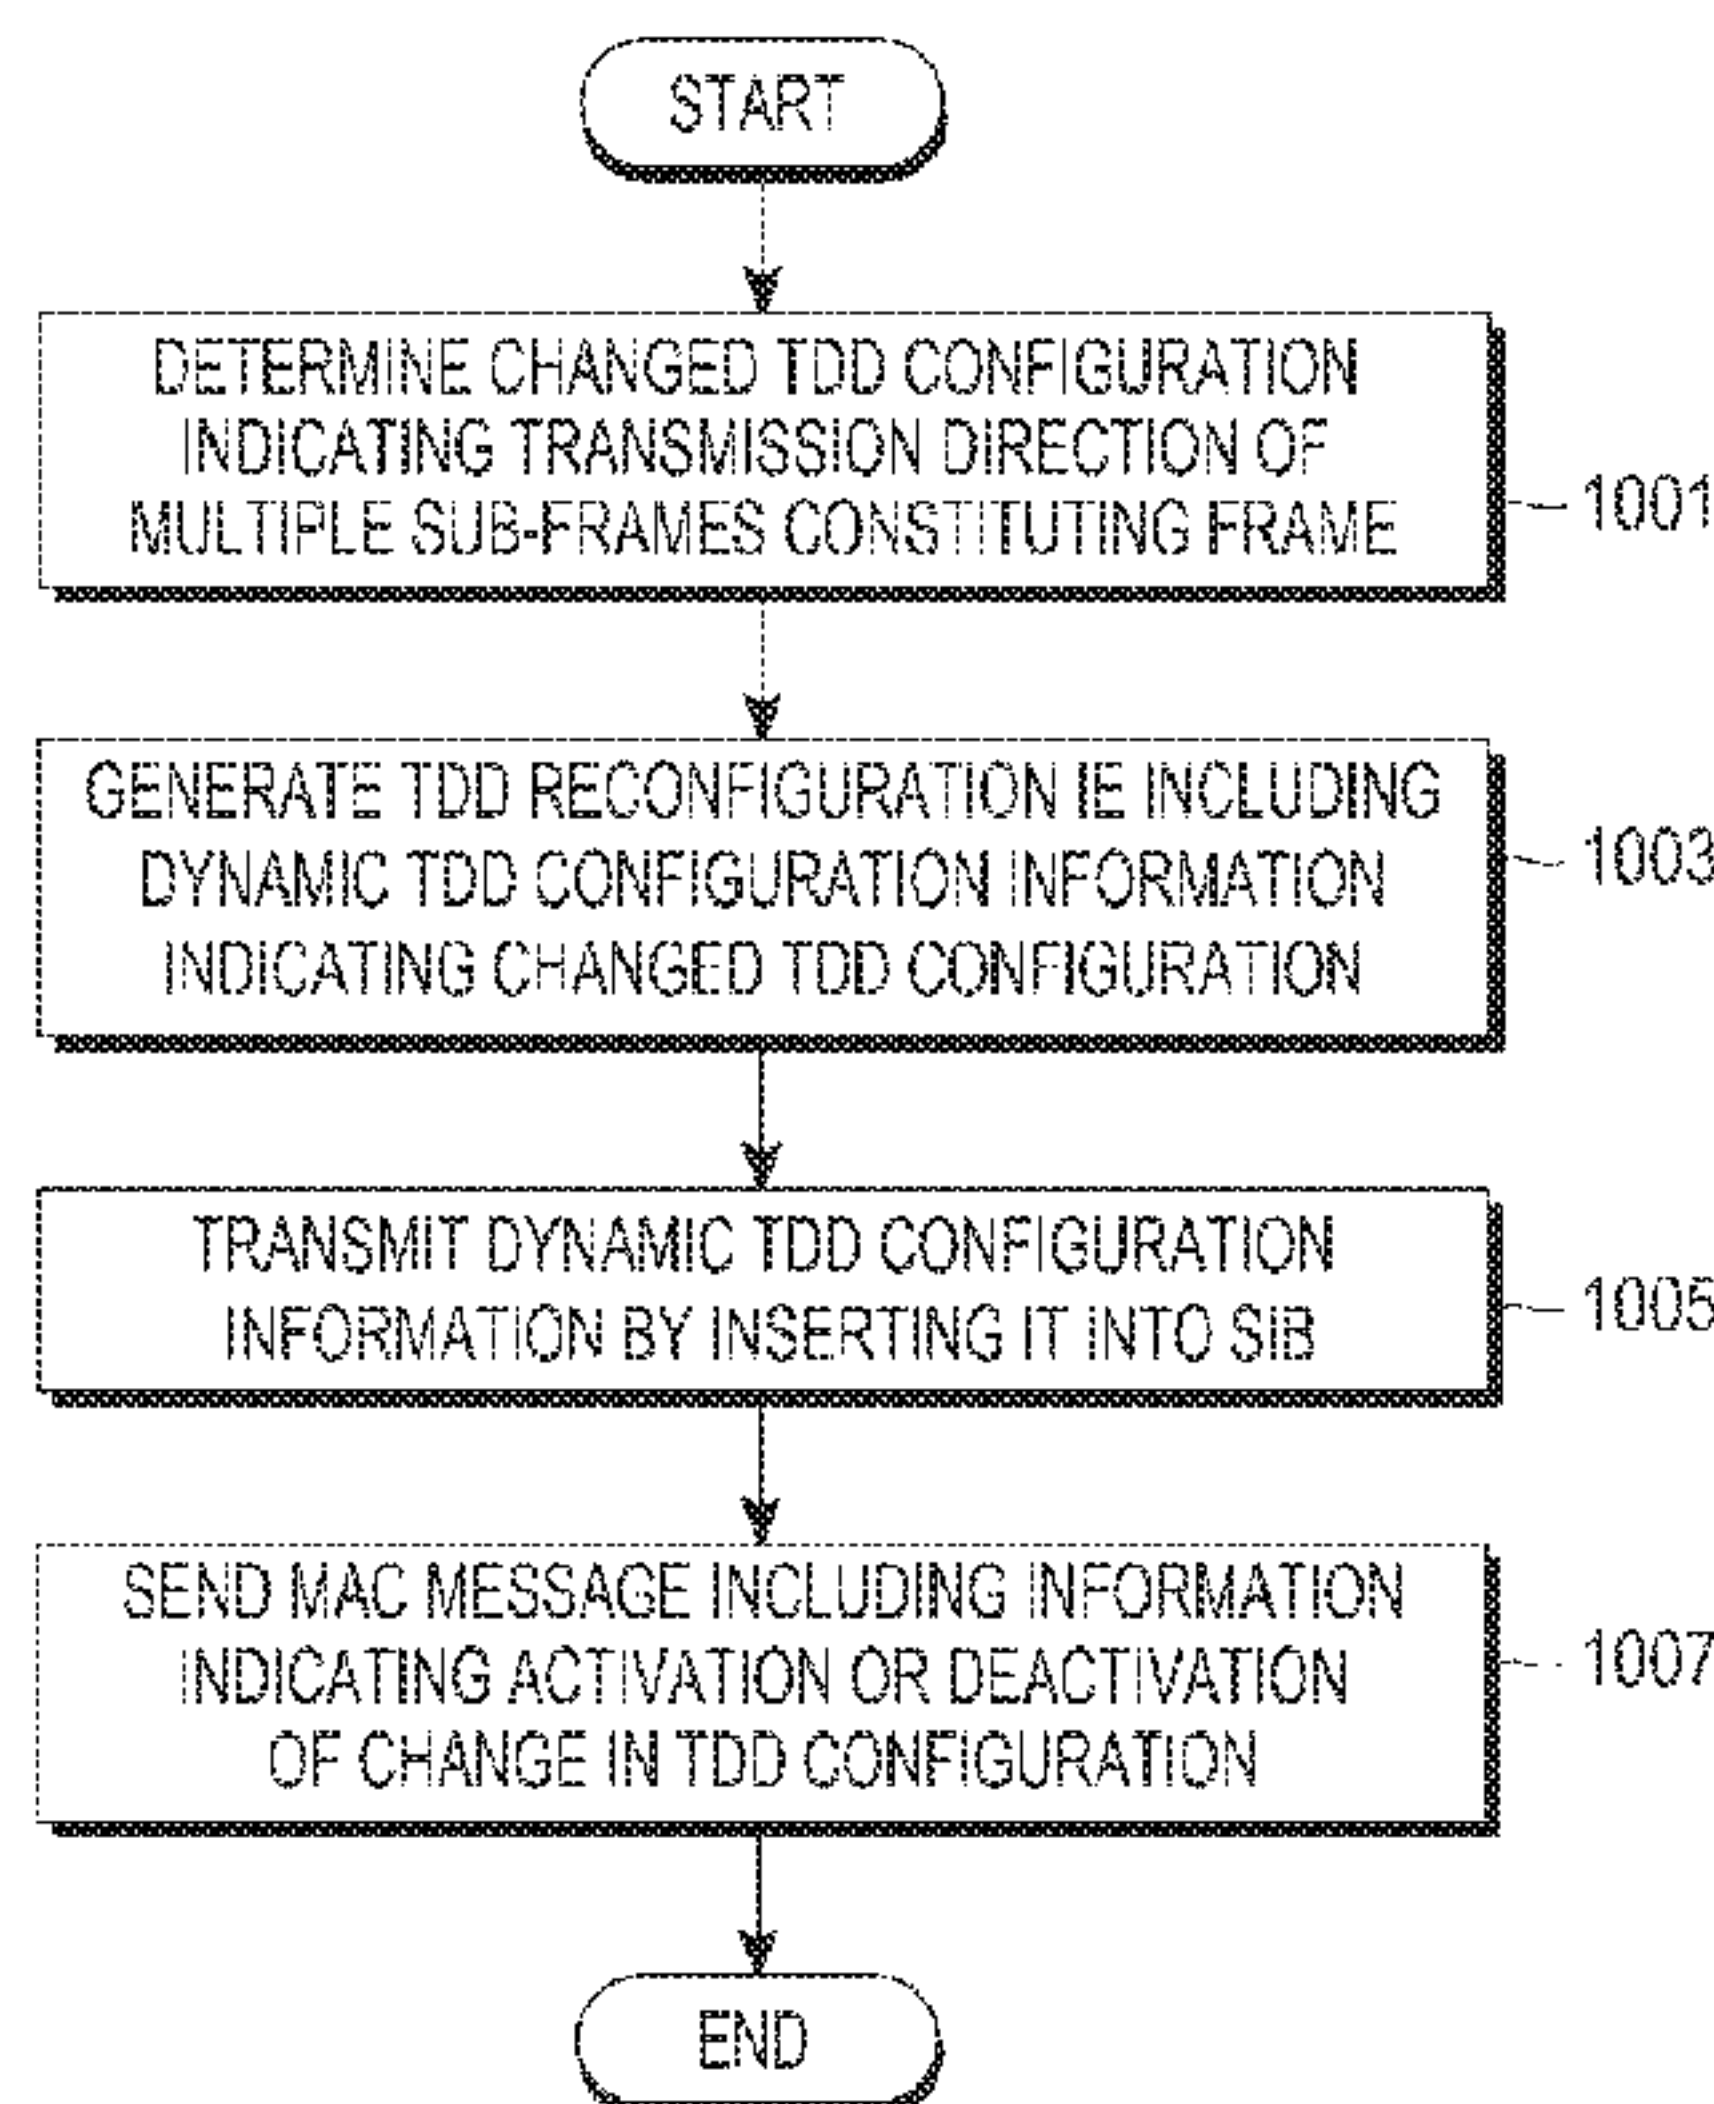 START
DETERMINE CHANGED TDD CONFIGURATION
INDICATING TRANSMISSION DIRECTION OF
MULTIPLE SUB-FRAMES CONSTITUTING FRAME
1001
GENERATE TDD RECONFIGURATION IE INCLUDING
DYNAMIC TDD CONFIGURATION INFORMATION
INDICATING CHANGED TDD CONFIGURATION
1003
TRANSMIT DYNAMIC TDD CONFIGURATION
INFORMATION BY INSERTING IT INTO SIB
1005
SEND MAC MESSAGE INCLUDING INFORMATION
INDICATING ACTIVATION OR DEACTIVATION
OF CHANGE IN TDD CONFIGURATION
1007
END